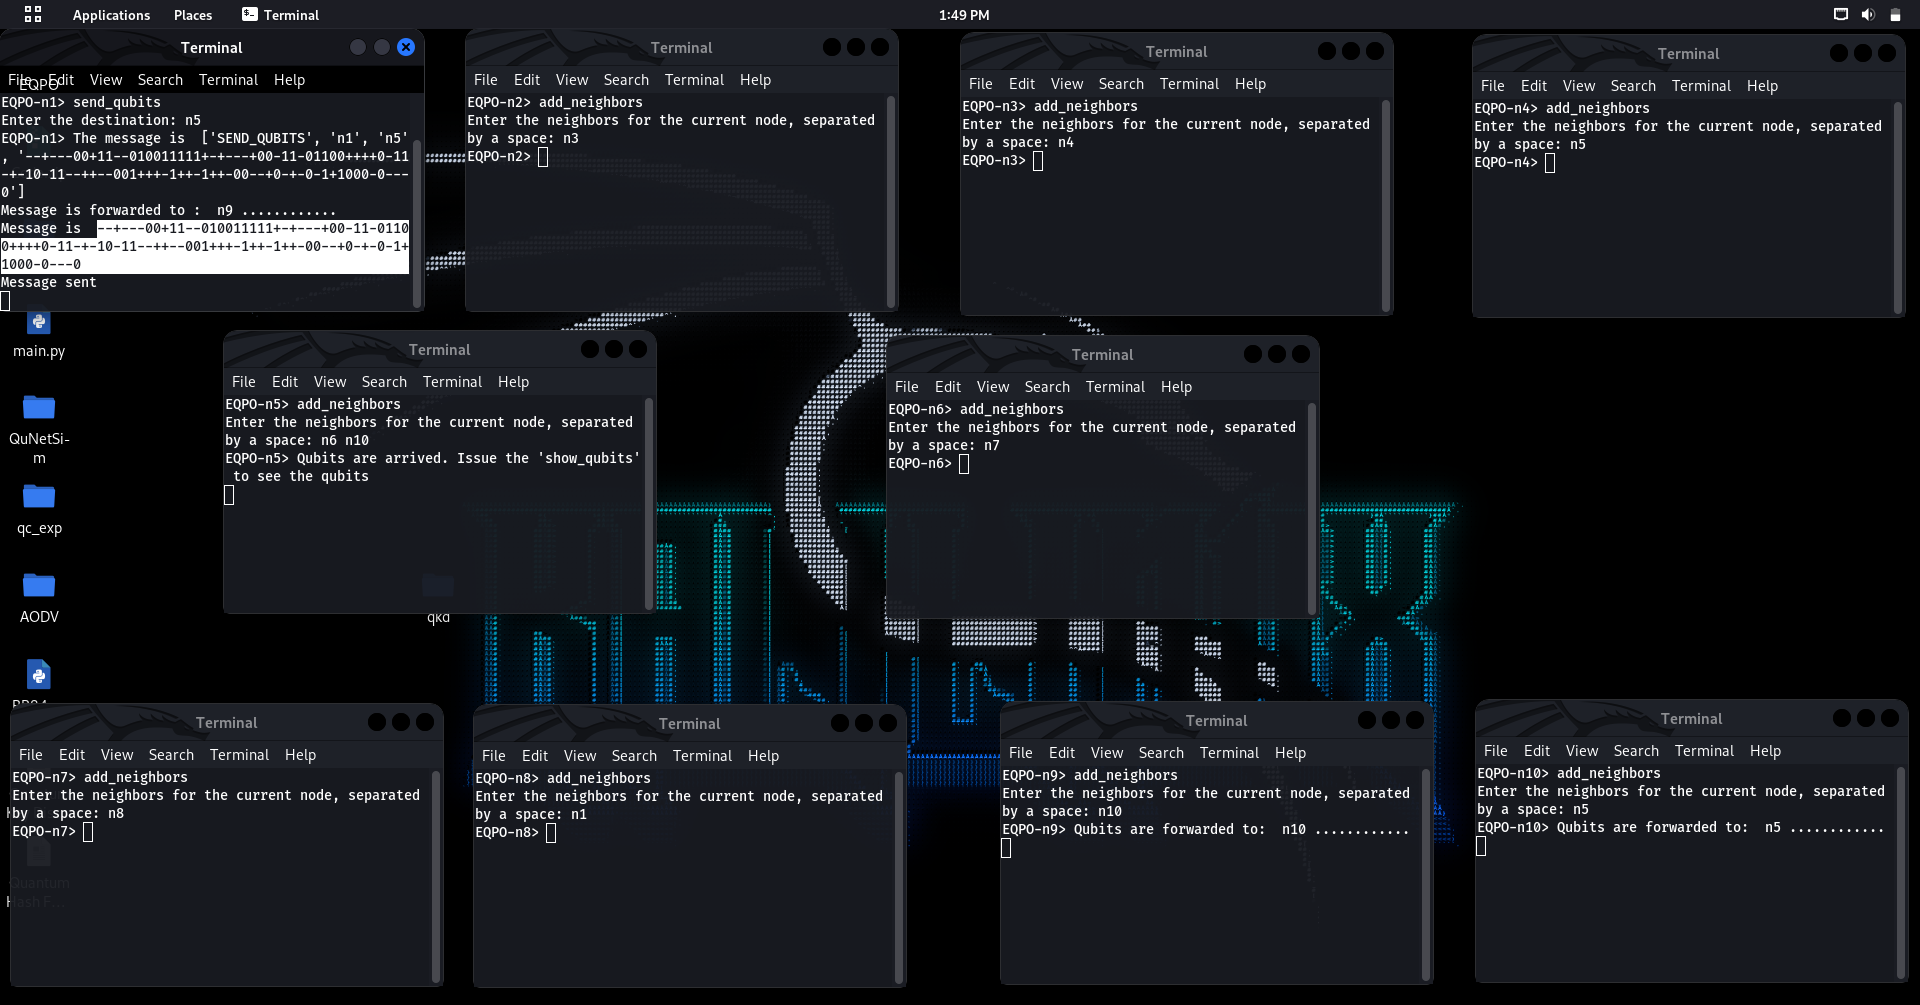 Applications Places Terminal 1:49 PM
Terminal
File Edit View Search Terminal Help
EQPO
EQPO-n1> send_qubits
Enter the destination: n5
EQPO-n1> The message is  ['SEND_QUBITS', 'n1', 'n5'
, '--+---00+11--010011111+-+---+00-11-01100++++0-11
-+-10-11--++--001+++-1++-1++-00--+0-+-0-1+1000-0---
0']
Message is forwarded to :  n9 ............
Message is  --+---00+11--010011111+-+---+00-11-0110
0++++0-11-+-10-11--++--001+++-1++-1++-00--+0-+-0-1+
1000-0---0
Message sent
Terminal
File Edit View Search Terminal Help
EQPO-n2> add_neighbors
Enter the neighbors for the current node, separated
by a space: n3
EQPO-n2>
Terminal
File Edit View Search Terminal Help
EQPO-n3> add_neighbors
Enter the neighbors for the current node, separated
by a space: n4
EQPO-n3>
Terminal
File Edit View Search Terminal Help
EQPO-n4> add_neighbors
Enter the neighbors for the current node, separated
by a space: n5
EQPO-n4>
main.py
QuNetSi-
m
qc_exp
AODV
Terminal
File Edit View Search Terminal Help
EQPO-n5> add_neighbors
Enter the neighbors for the current node, separated
by a space: n6 n10
EQPO-n5> Qubits are arrived. Issue the 'show_qubits'
 to see the qubits
qkd
Terminal
File Edit View Search Terminal Help
EQPO-n6> add_neighbors
Enter the neighbors for the current node, separated
by a space: n7
EQPO-n6>
Terminal
File Edit View Search Terminal Help
EQPO-n7> add_neighbors
Enter the neighbors for the current node, separated
by a space: n8
EQPO-n7>
Quantum
Hash F...
Terminal
File Edit View Search Terminal Help
EQPO-n8> add_neighbors
Enter the neighbors for the current node, separated
by a space: n1
EQPO-n8>
Terminal
File Edit View Search Terminal Help
EQPO-n9> add_neighbors
Enter the neighbors for the current node, separated
by a space: n10
EQPO-n9> Qubits are forwarded to:  n10 ............
Terminal
File Edit View Search Terminal Help
EQPO-n10> add_neighbors
Enter the neighbors for the current node, separated
by a space: n5
EQPO-n10> Qubits are forwarded to:  n5 ............